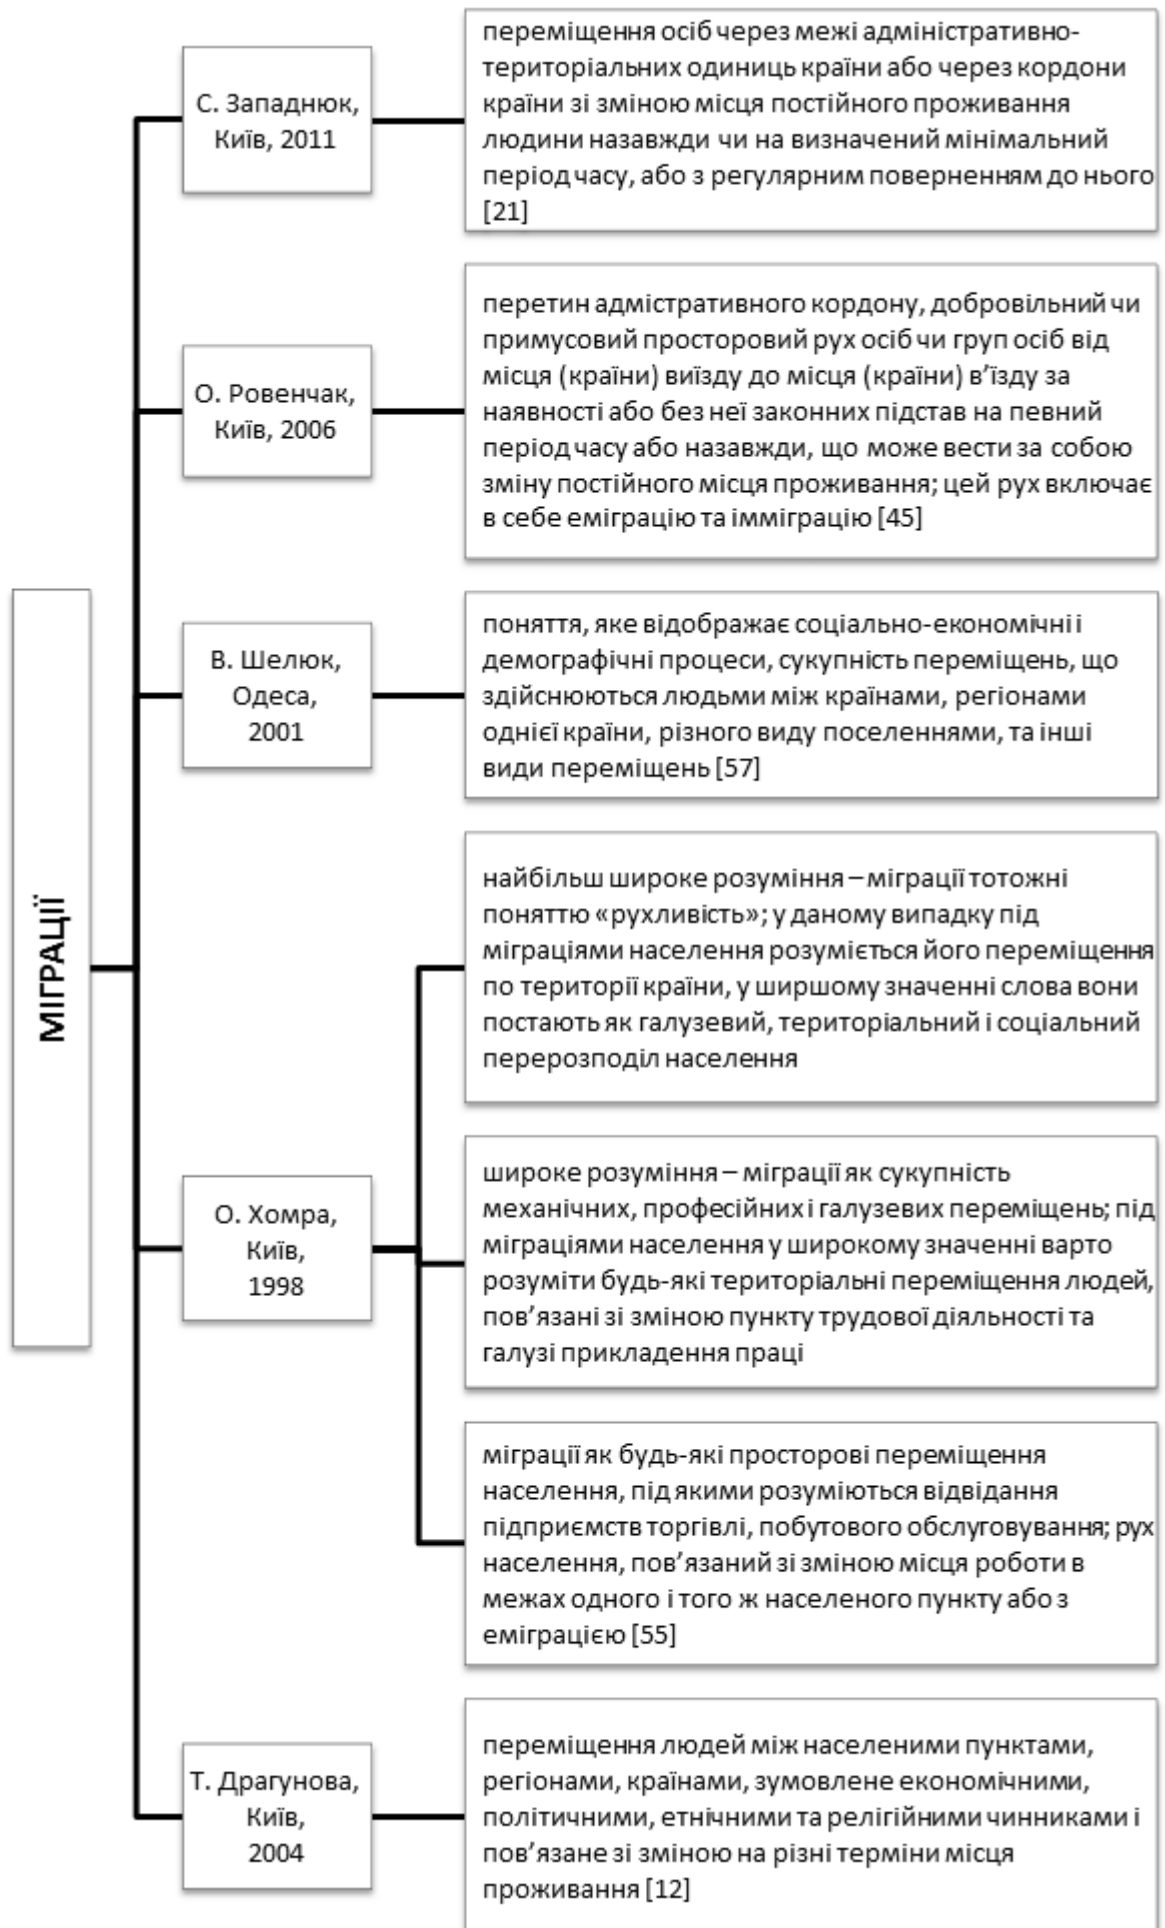 МІГРАЦІЇ
С. Западнюк,
Київ, 2011
переміщення осіб через межі адміністративно-
територіальних одиниць країни або через кордони
країни зі зміною місця постійного проживання
людини назавжди чи на визначений мінімальний
період часу, або з регулярним поверненням до нього
[21]
О. Ровенчак,
Київ, 2006
перетин адмістративного кордону, добровільний чи
примусовий просторовий рух осіб чи груп осіб від
місця (країни) виїзду до місця (країни) в’їзду за
наявності або без неї законних підстав на певний
період часу або назавжди, що може вести за собою
зміну постійного місця проживання; цей рух включає
в себе еміграцію та імміграцію [45]
В. Шелюк,
Одеса,
2001
поняття, яке відображає соціально-економічні і
демографічні процеси, сукупність переміщень, що
здійснюються людьми між країнами, регіонами
однієї країни, різного виду поселеннями, та інші
види переміщень [57]
О. Хомра,
Київ,
1998
найбільш широке розуміння – міграції тотожні
поняттю «рухливість»; у даному випадку під
міграціями населення розуміється його переміщення
по території країни, у ширшому значенні слова вони
постають як галузевий, територіальний і соціальний
перерозподіл населення
широке розуміння – міграції як сукупність
механічних, професійних і галузевих переміщень; під
міграціями населення у широкому значенні варто
розуміти будь-які територіальні переміщення людей,
пов’язані зі зміною пункту трудової діяльності та
галузі прикладення праці
міграції як будь-які просторові переміщення
населення, під якими розуміються відвідання
підприємств торгівлі, побутового обслуговування; рух
населення, пов’язаний зі зміною місця роботи в
межах одного і того ж населеного пункту або з
еміграцією [55]
Т. Драгунова,
Київ,
2004
переміщення людей між населеними пунктами,
регіонами, країнами, зумовлене економічними,
політичними, етнічними та релігійними чинниками і
пов’язане зі зміною на різні терміни місця
проживання [12]